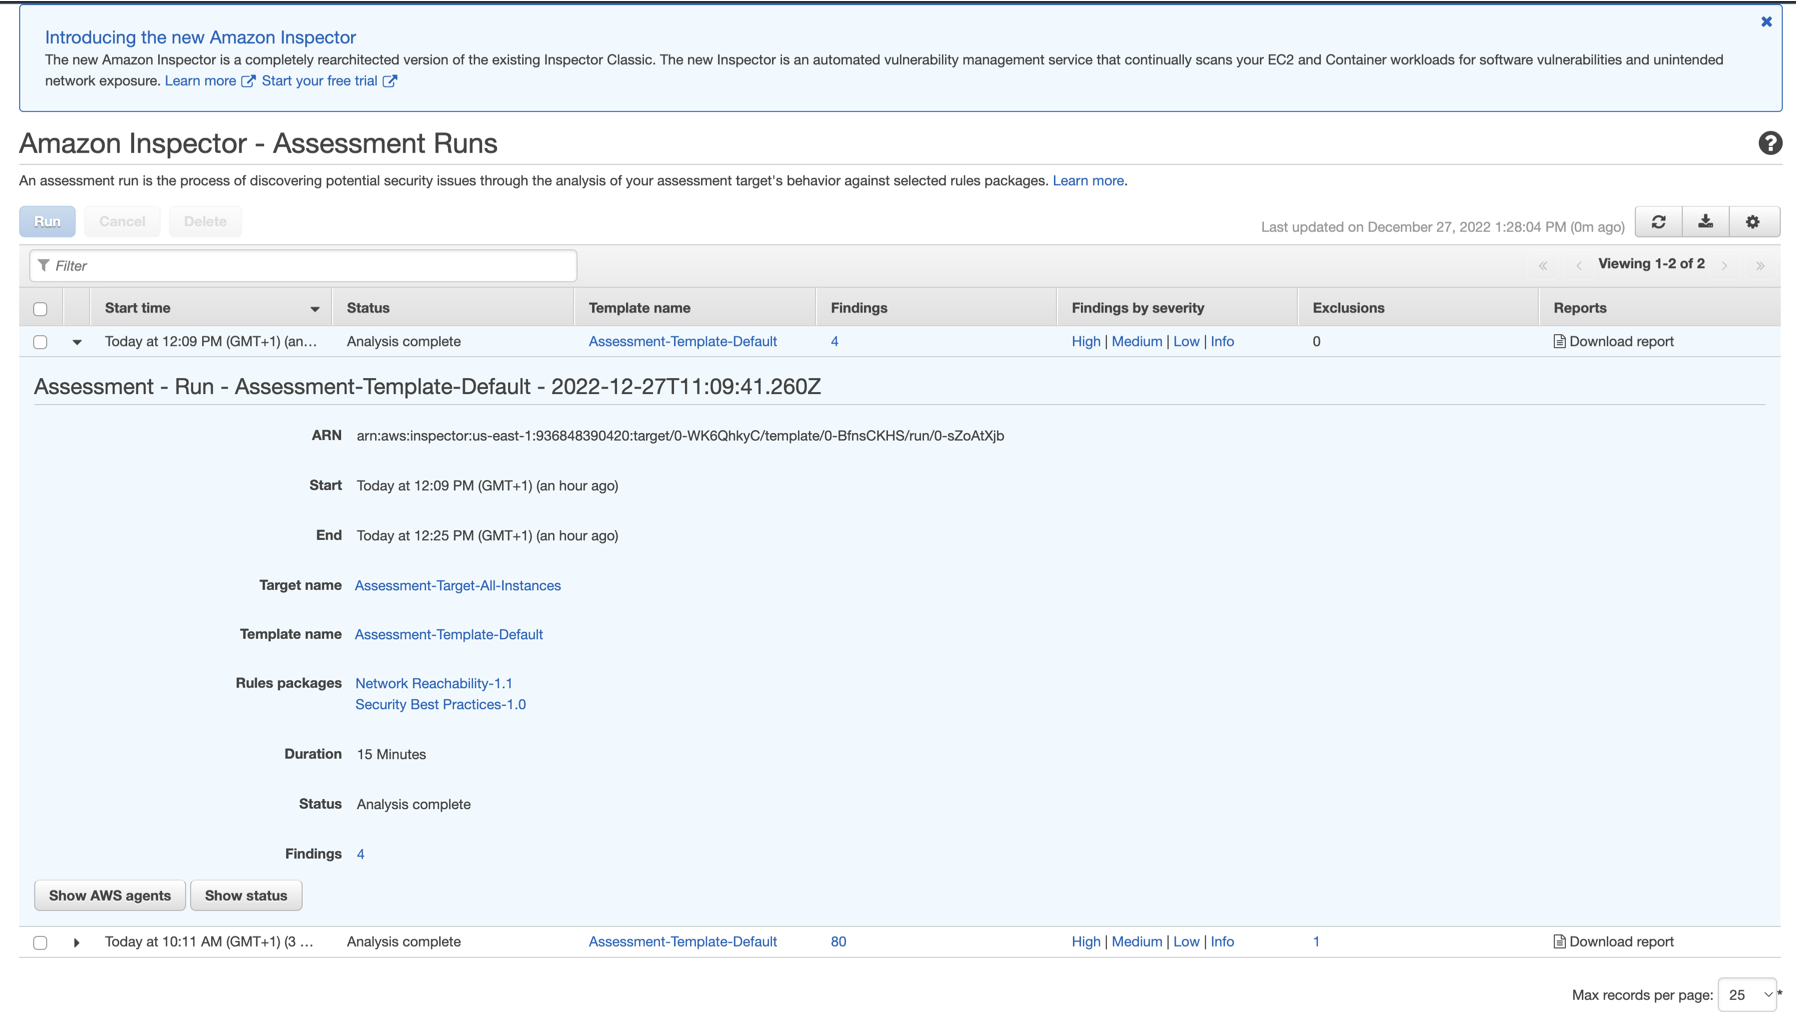 Introducing the new Amazon Inspector
The new Amazon Inspector is a completely rearchitected version of the existing Inspector Classic. The new Inspector is an automated vulnerability management service that continually scans your EC2 and Container workloads for software vulnerabilities and unintended
network exposure. Learn more Start your free trial
Amazon Inspector - Assessment Runs
An assessment run is the process of discovering potential security issues through the analysis of your assessment target's behavior against selected rules packages. Learn more.
Run Cancel Delete Last updated on December 27, 2022 1:28:04 PM (0m ago)
Filter « ‹ Viewing 1-2 of 2 › »
Start time Status Template name Findings Findings by severity Exclusions Reports
Today at 12:09 PM (GMT+1) (an... Analysis complete Assessment-Template-Default 4 High | Medium | Low | Info 0 Download report
Assessment - Run - Assessment-Template-Default - 2022-12-27T11:09:41.260Z
ARN arn:aws:inspector:us-east-1:936848390420:target/0-WK6QhkyC/template/0-BfnsCKHS/run/0-sZoAtXjb
Start Today at 12:09 PM (GMT+1) (an hour ago)
End Today at 12:25 PM (GMT+1) (an hour ago)
Target name Assessment-Target-All-Instances
Template name Assessment-Template-Default
Rules packages Network Reachability-1.1
Security Best Practices-1.0
Duration 15 Minutes
Status Analysis complete
Findings 4
Show AWS agents Show status
Today at 10:11 AM (GMT+1) (3 ... Analysis complete Assessment-Template-Default 80 High | Medium | Low | Info 1 Download report
Max records per page: 25 *